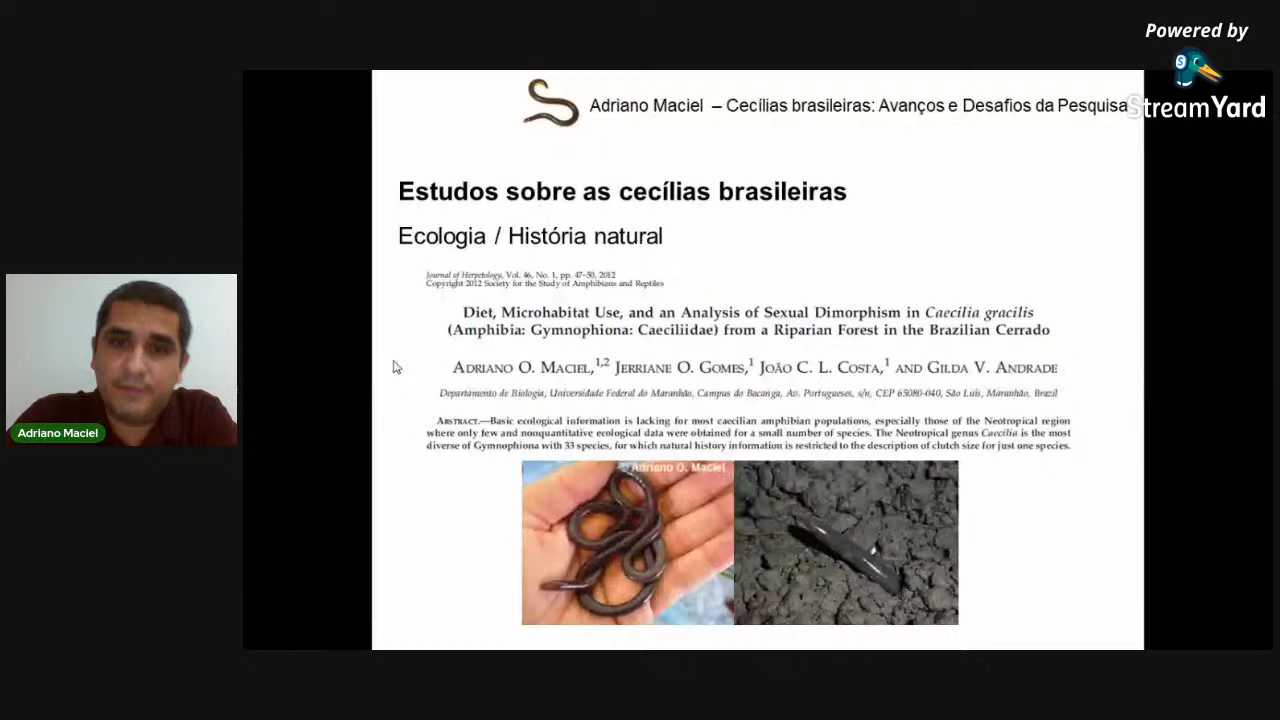 Powered by
StreamYard
Adriano Maciel – Cecílias brasileiras: Avanços e Desafios da Pesquisa
Estudos sobre as cecílias brasileiras
Ecologia / História natural
Journal of Herpetology, Vol. 46, No. 1, pp. 47–50, 2012
Copyright 2012 Society for the Study of Amphibians and Reptiles
Diet, Microhabitat Use, and an Analysis of Sexual Dimorphism in Caecilia gracilis
(Amphibia: Gymnophiona: Caeciliidae) from a Riparian Forest in the Brazilian Cerrado
ADRIANO O. MACIEL,1,2 JERRIANE O. GOMES,1 JOÃO C. L. COSTA,1 AND GILDA V. ANDRADE
Departamento de Biologia, Universidade Federal do Maranhão, Campus do Bacanga, Av. Portugueses, s/n, CEP 65080-040, São Luís, Maranhão, Brazil
ABSTRACT.—Basic ecological information is lacking for most caecilian amphibian populations, especially those of the Neotropical region
where only few and nonquantitative ecological data were obtained for a small number of species. The Neotropical genus Caecilia is the most
diverse of Gymnophiona with 33 species, for which natural history information is restricted to the description of clutch size for just one species.
© Adriano O. Maciel
Adriano Maciel